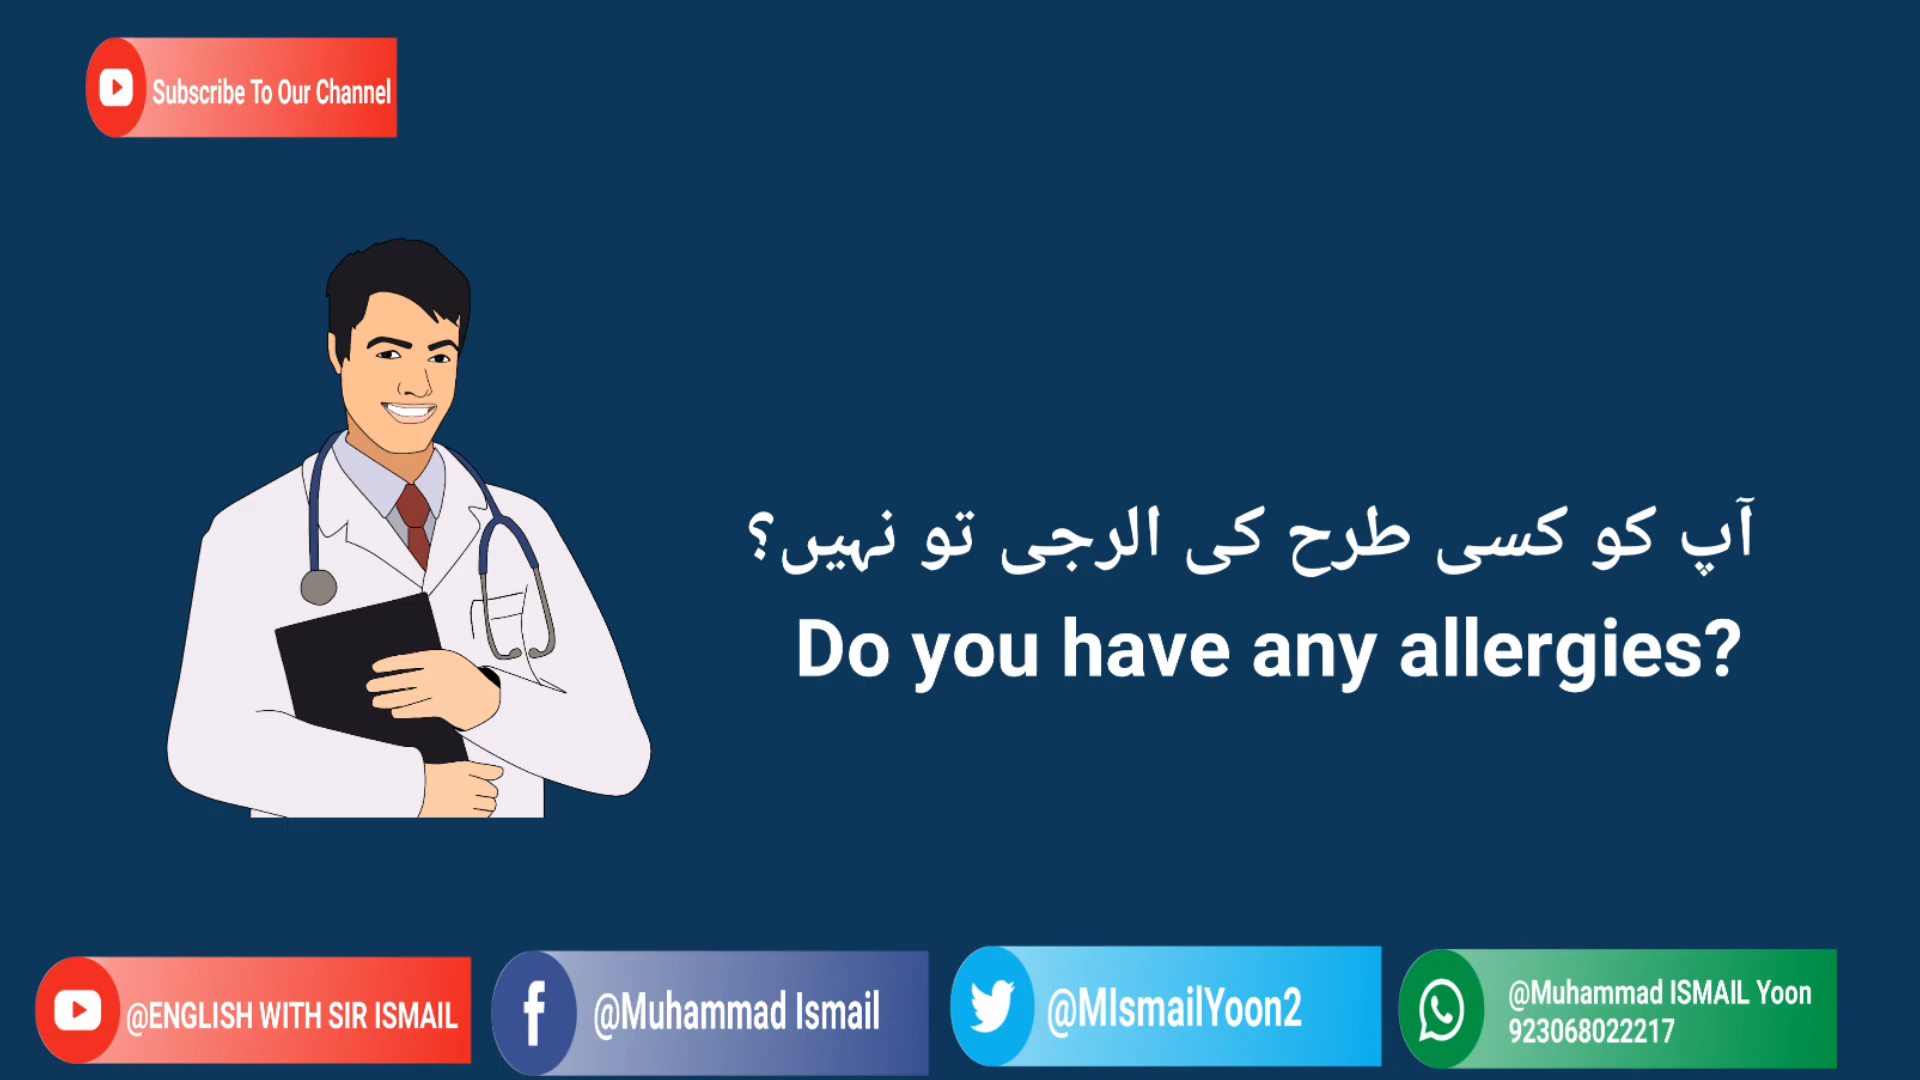 Subscribe To Our Channel
آپ کو کسی طرح کی الرجی تو نہیں؟
Do you have any allergies?
@ENGLISH WITH SIR ISMAIL
@Muhammad Ismail
@MIsmailYoon2
@Muhammad ISMAIL Yoon
923068022217